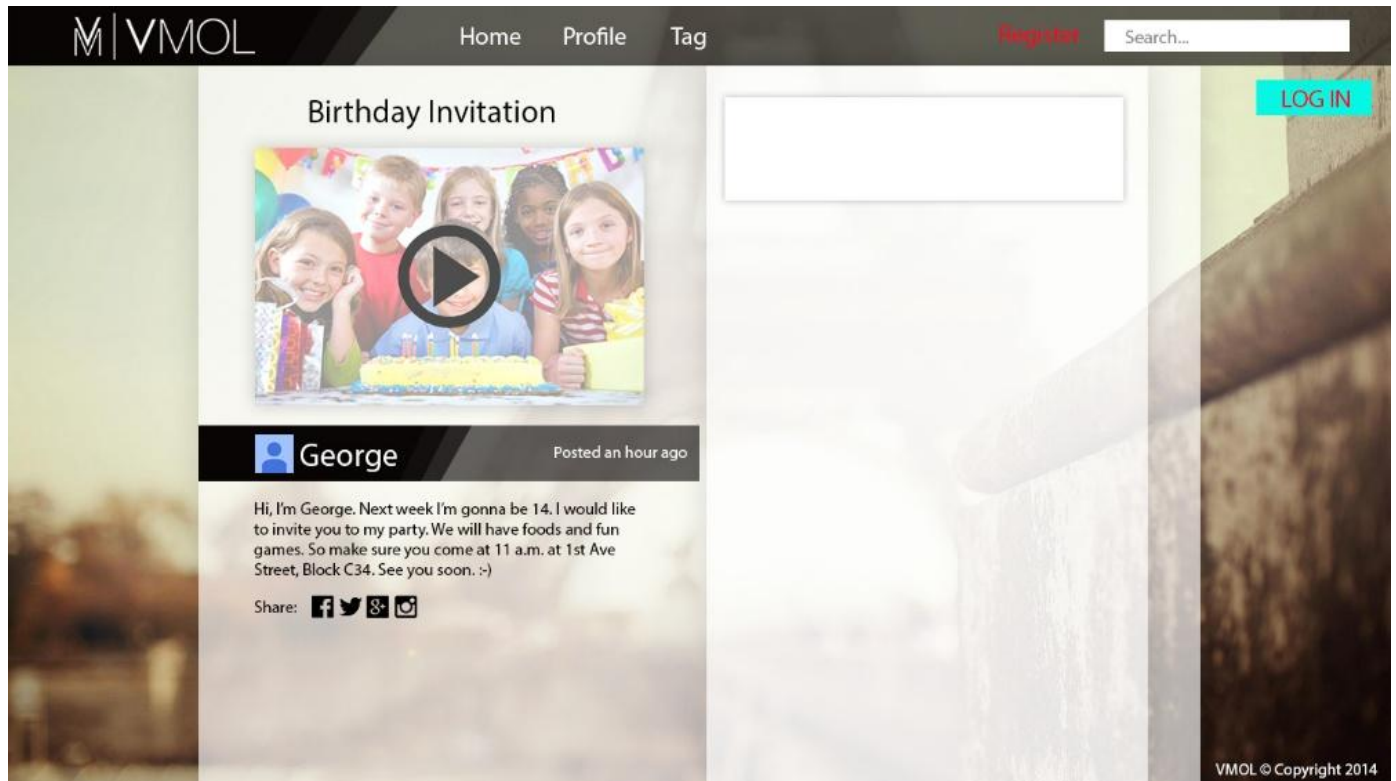 VMOL
Home Profile Tag
Register
Search...
LOG IN
Birthday Invitation
George
Posted an hour ago
Hi, I'm George. Next week I'm gonna be 14. I would like
to invite you to my party. We will have foods and fun
games. So make sure you come at 11 a.m. at 1st Ave
Street, Block C34. See you soon. :-)
Share:
VMOL © Copyright 2014